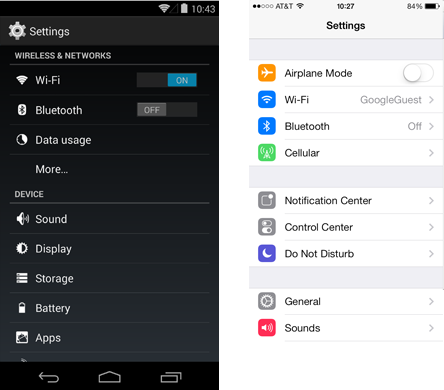 10:43
Settings
WIRELESS & NETWORKS
Wi-Fi ON
Bluetooth OFF
Data usage
More...
DEVICE
Sound
Display
Storage
Battery
Apps
AT&T 10:27 84%
Settings
Airplane Mode
Wi-Fi GoogleGuest
Bluetooth Off
Cellular
Notification Center
Control Center
Do Not Disturb
General
Sounds